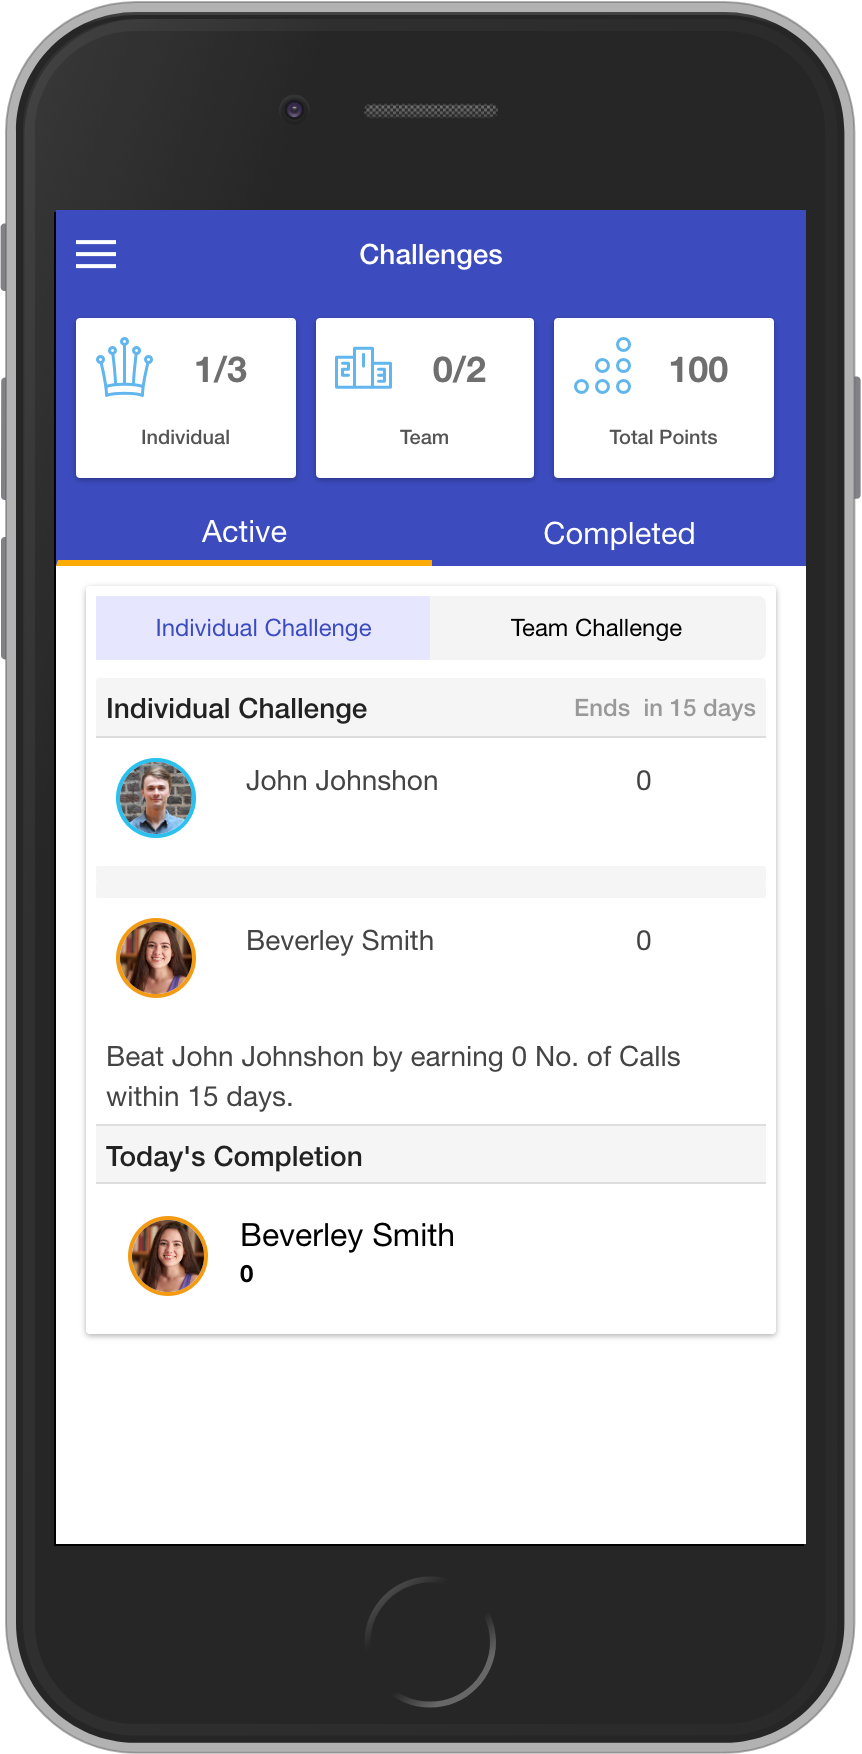 Challenges
1/3
0/2
100
Individual
Team
Total Points
Active
Completed
Individual Challenge
Team Challenge
Individual Challenge
Ends in 15 days
John Johnshon
0
Beverley Smith
0
Beat John Johnshon by earning 0 No. of Calls
within 15 days.
Today's Completion
Beverley Smith
0